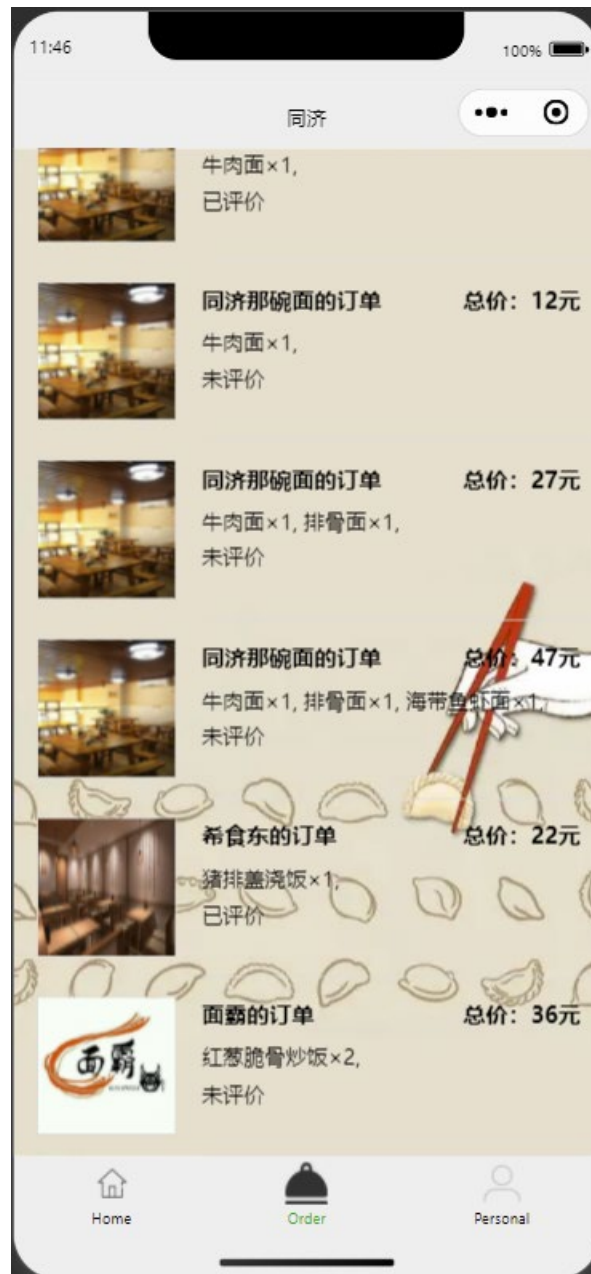 11:46
100%
同济
牛肉面×1,
已评价
同济那碗面的订单 总价：12元
牛肉面×1,
未评价
同济那碗面的订单 总价：27元
牛肉面×1, 排骨面×1,
未评价
同济那碗面的订单 总价：47元
牛肉面×1, 排骨面×1, 海带鱼虾面×1,
未评价
希食东的订单 总价：22元
猪排盖浇饭×1,
已评价
面霸的订单 总价：36元
面霸
红葱脆骨炒饭×2,
未评价
Home Order Personal